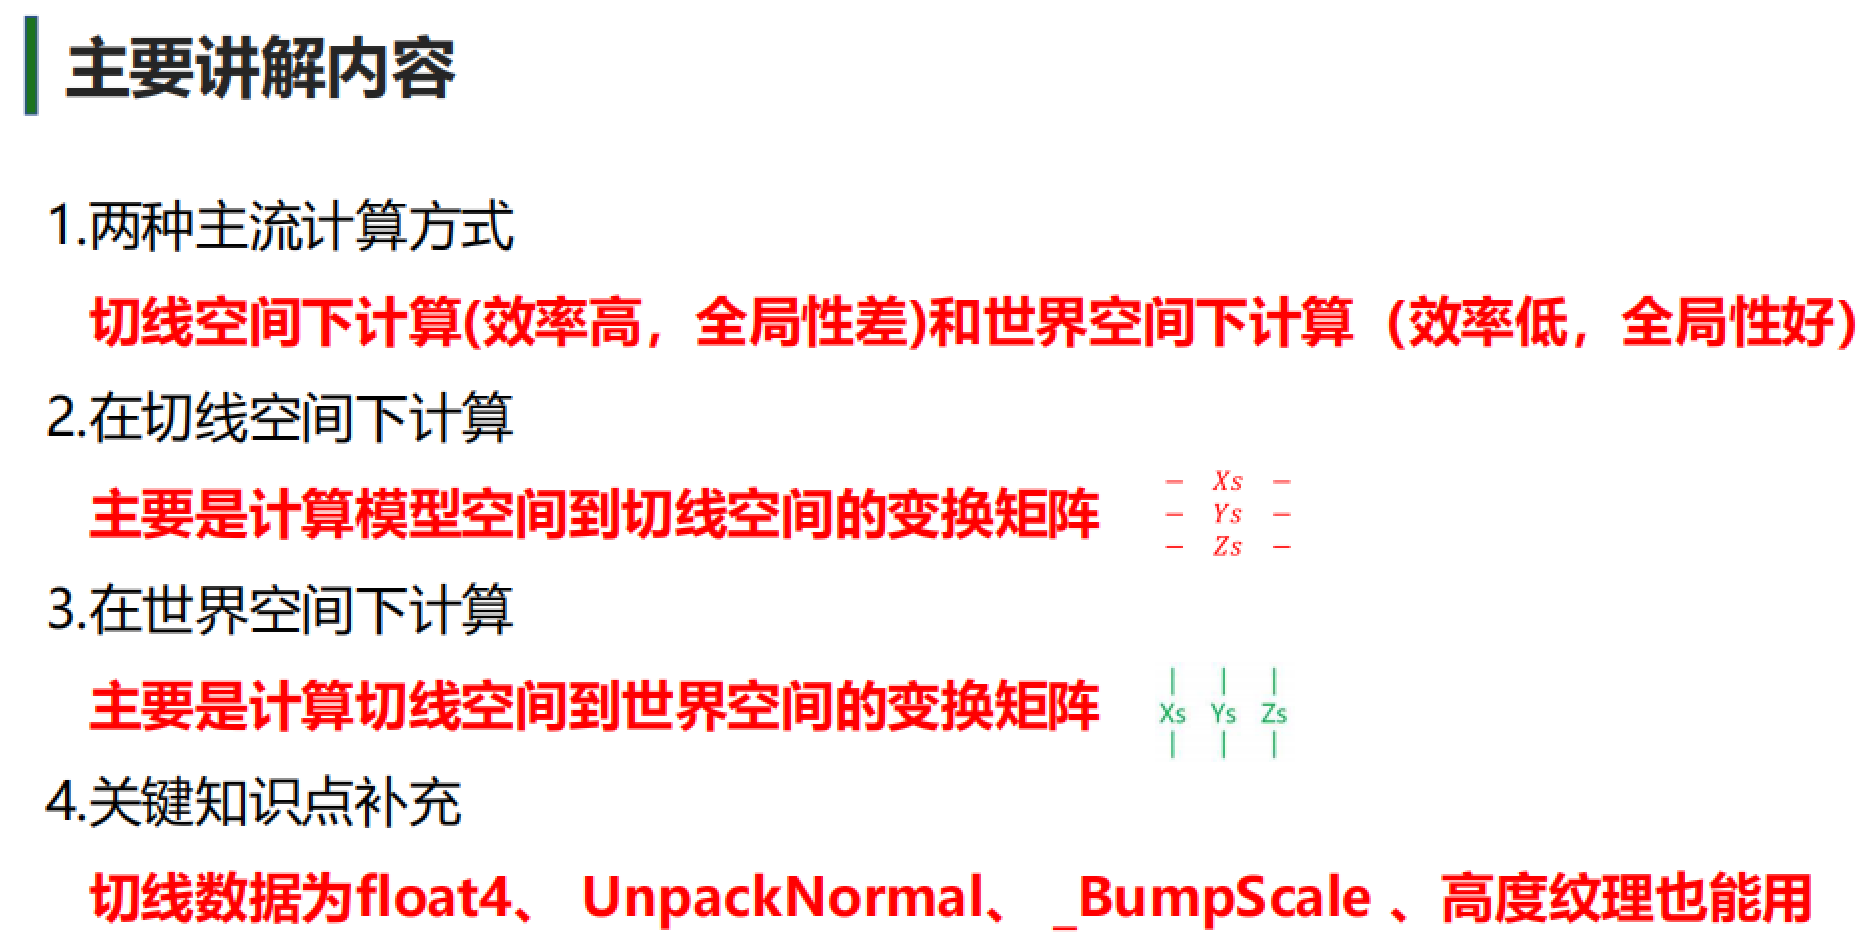 主要讲解内容
1.两种主流计算方式
切线空间下计算(效率高，全局性差)和世界空间下计算（效率低，全局性好）
2.在切线空间下计算
主要是计算模型空间到切线空间的变换矩阵
— Xs —
— Ys —
— Zs —
3.在世界空间下计算
主要是计算切线空间到世界空间的变换矩阵
| | |
Xs Ys Zs
| | |
4.关键知识点补充
切线数据为float4、 UnpackNormal、 _BumpScale 、高度纹理也能用